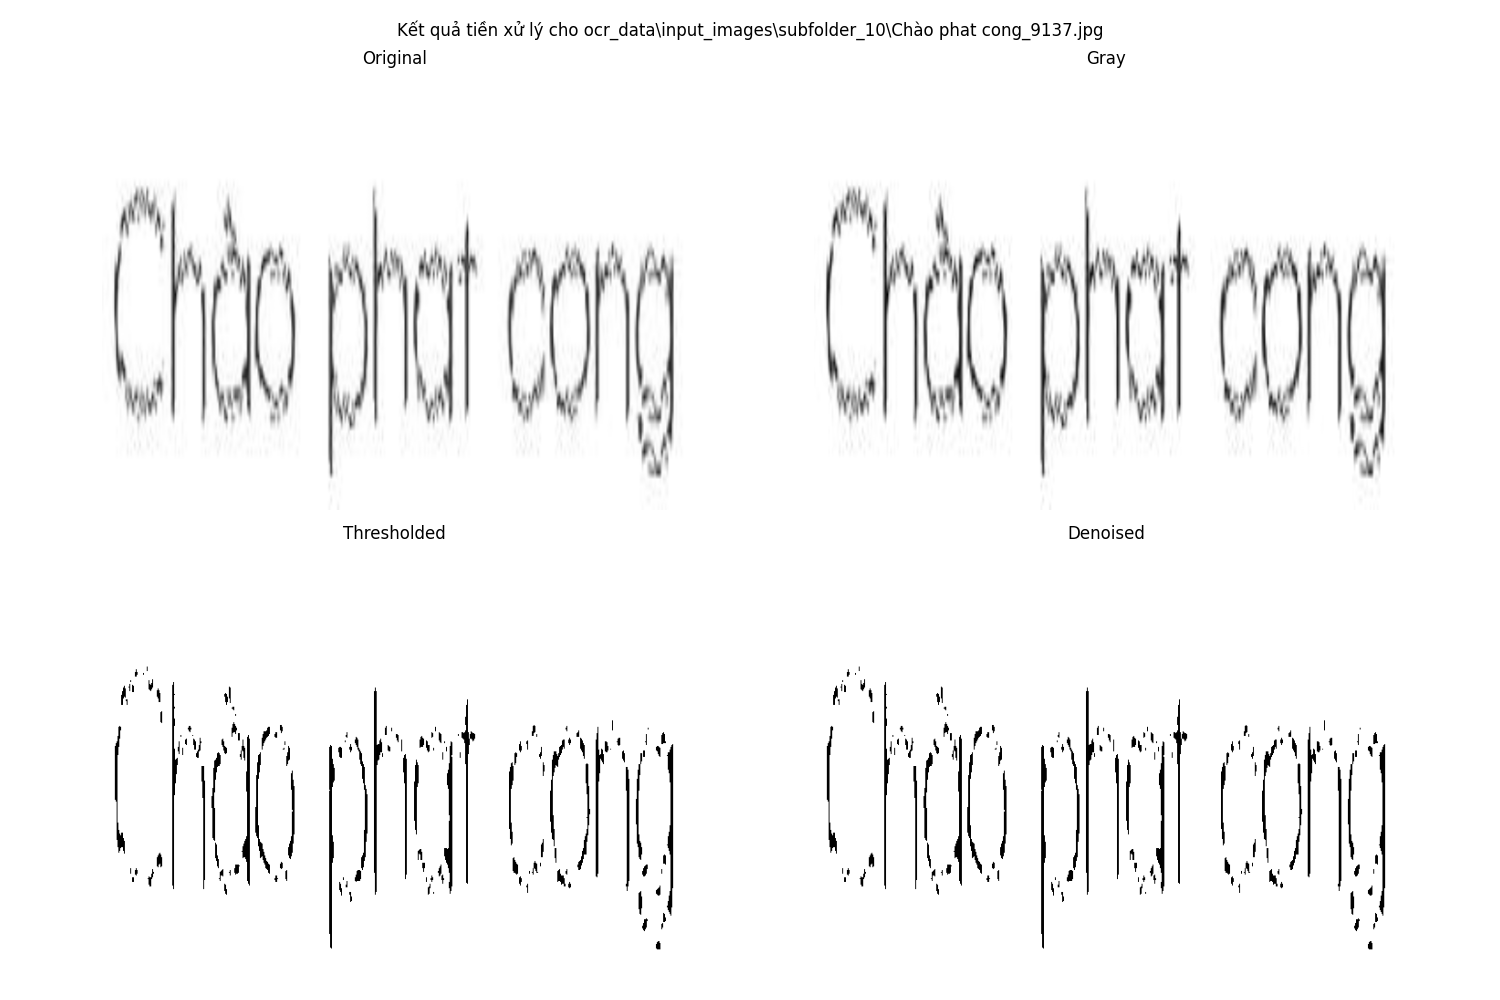 Kết quả tiền xử lý cho ocr_data\input_images\subfolder_10\Chào phat cong_9137.jpg
Original
Gray
Chào phat cong
Chào phat cong
Thresholded
Denoised
Chào phat cong
Chào phat cong